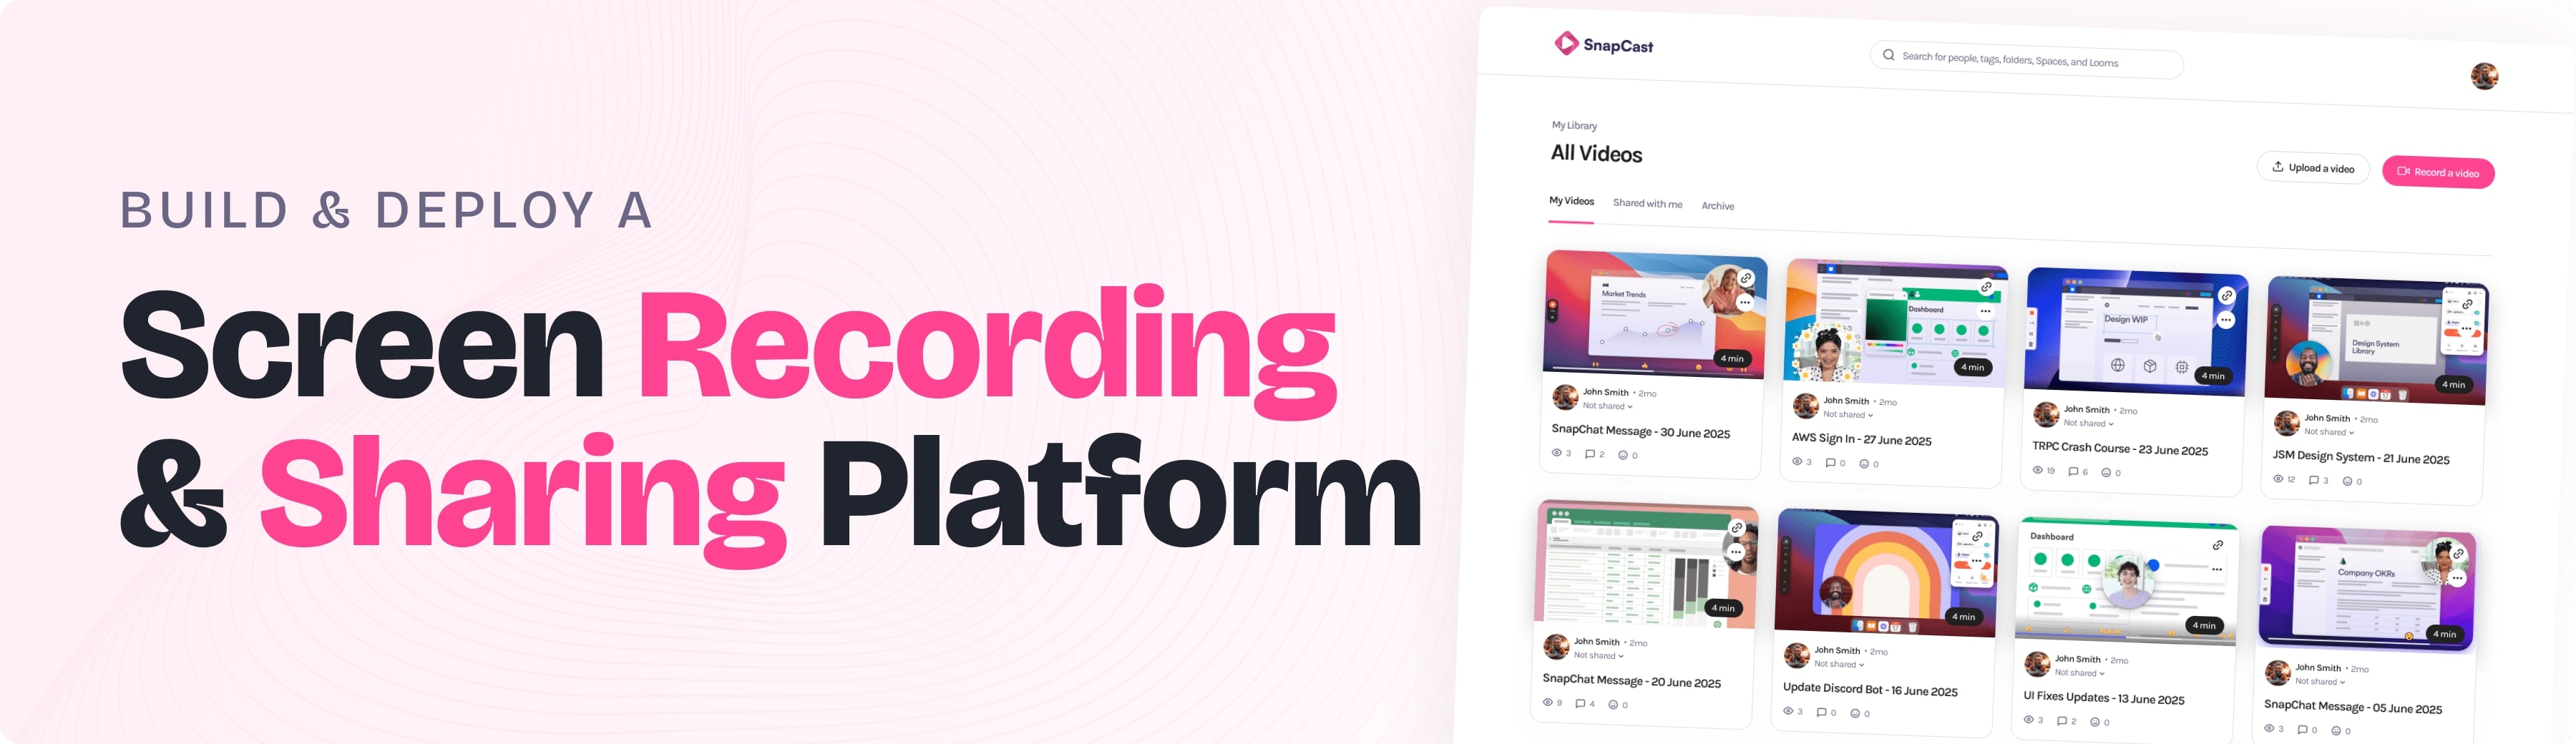 BUILD & DEPLOY A
Screen Recording
& Sharing Platform
SnapCast
Search for people, tags, folders, Spaces, and Looms
My Library
All Videos
Upload a video
Record a video
My Videos
Shared with me
Archive
Market Trends
4 min
John Smith • 2mo
Not shared
SnapChat Message - 30 June 2025
3 2 0
Dashboard
4 min
John Smith • 2mo
Not shared
AWS Sign In - 27 June 2025
3 0 0
Design WIP
4 min
John Smith • 2mo
Not shared
TRPC Crash Course - 23 June 2025
19 6 0
Design System
Library
17
4 min
John Smith • 2mo
Not shared
JSM Design System - 21 June 2025
12 3 0
4 min
John Smith • 2mo
Not shared
SnapChat Message - 20 June 2025
9 4 0
17
4 min
John Smith • 2mo
Not shared
Update Discord Bot - 16 June 2025
3 0 0
Dashboard
4 min
John Smith • 2mo
Not shared
UI Fixes Updates - 13 June 2025
3 2 0
Company OKRs
4 min
John Smith • 2mo
Not shared
SnapChat Message - 05 June 2025
3 0 0